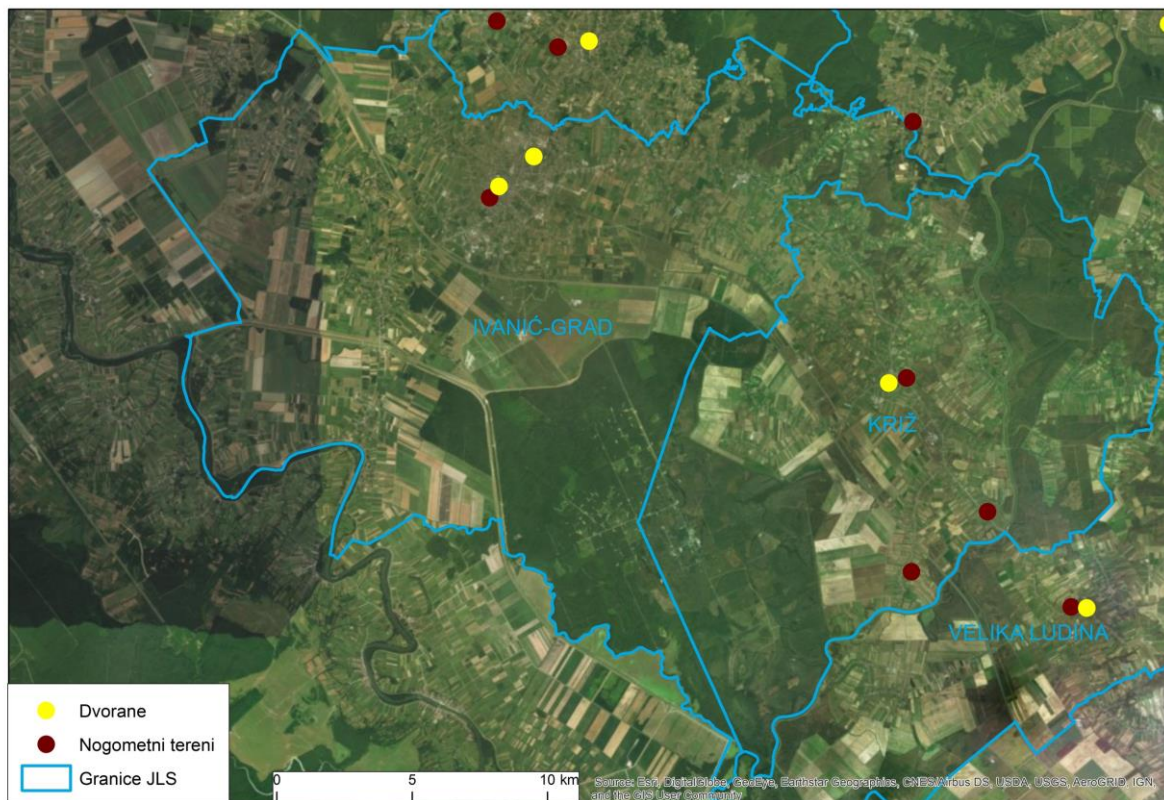 IVANIĆ-GRAD
KRIŽ
VELIKA LUDINA
Dvorane
Nogometni tereni
Granice JLS
0 5 10 km
Source: Esri, DigitalGlobe, GeoEye, Earthstar Geographics, CNES/Airbus DS, USDA, USGS, AeroGRID, IGN,
and the GIS User Community